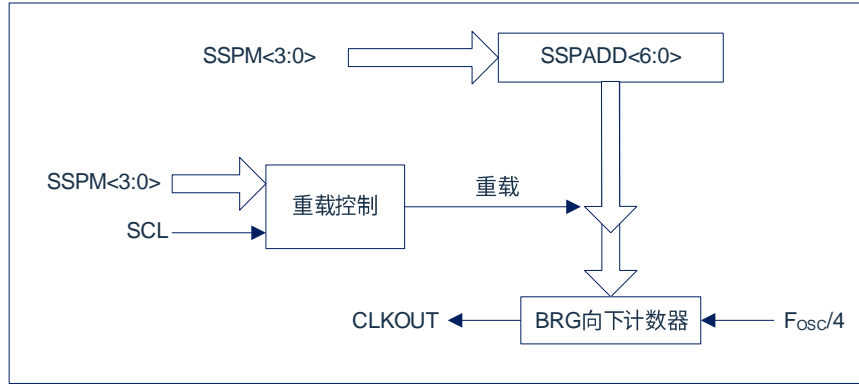 SSPM<3:0>
SSPADD<6:0>
SSPM<3:0>
重载控制
重载
SCL
CLKOUT
BRG向下计数器
FOSC/4